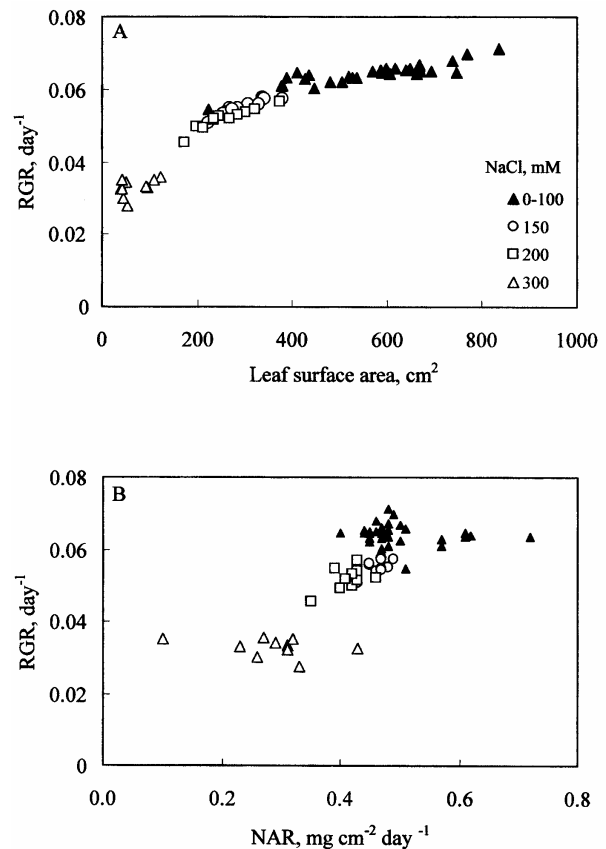 A
0.08
0.06
0.04
0.02
0
RGR, day-1
NaCl, mM
▲ 0-100
○ 150
□ 200
△ 300
0 200 400 600 800 1000
Leaf surface area, cm2
B
0.08
0.06
0.04
0.02
0
RGR, day-1
0.0 0.2 0.4 0.6 0.8
NAR, mg cm-2 day -1